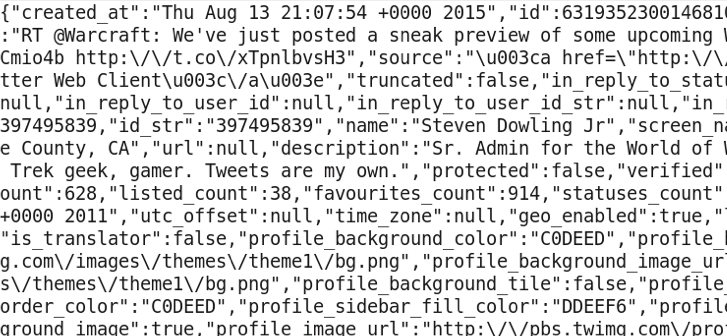 {"created_at":"Thu Aug 13 21:07:54 +0000 2015","id":6319352300146810
:"RT @Warcraft: We've just posted a sneak preview of some upcoming W
Cmio4b http:\/\/t.co\/xTpnlbvsH3","source":"\u003ca href=\"http:\/\/
tter Web Client\u003c\/a\u003e","truncated":false,"in_reply_to_statu
null,"in_reply_to_user_id":null,"in_reply_to_user_id_str":null,"in_
397495839,"id_str":"397495839","name":"Steven Dowling Jr","screen_na
e County, CA","url":null,"description":"Sr. Admin for the World of W
Trek geek, gamer. Tweets are my own.","protected":false,"verified"
ount":628,"listed_count":38,"favourites_count":914,"statuses_count"
+0000 2011","utc_offset":null,"time_zone":null,"geo_enabled":true,"
"is_translator":false,"profile_background_color":"C0DEED","profile_
g.com\/images\/themes\/theme1\/bg.png","profile_background_image_url
s\/themes\/theme1\/bg.png","profile_background_tile":false,"profile_
order_color":"C0DEED","profile_sidebar_fill_color":"DDEEF6","profile
ground_image":true,"profile_image_url":"http:\/\/pbs.twimg.com\/pr